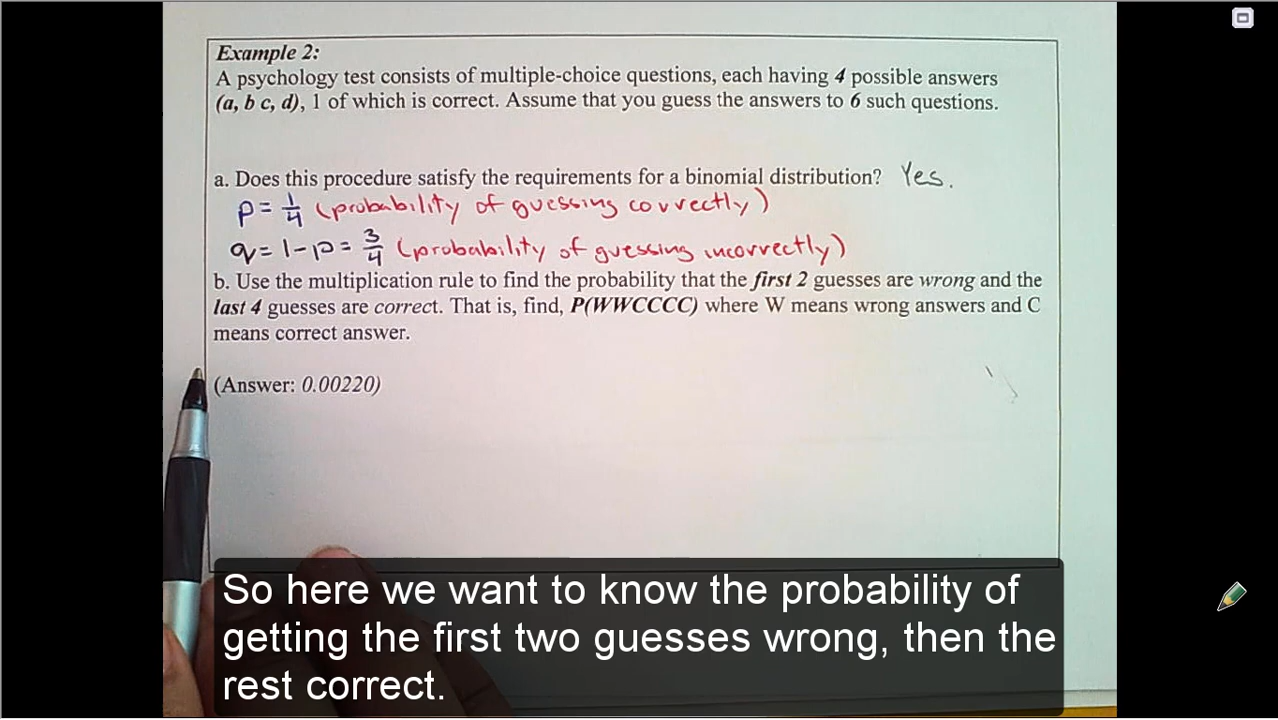 Example 2:
A psychology test consists of multiple-choice questions, each having 4 possible answers
(a, b c, d), 1 of which is correct. Assume that you guess the answers to 6 such questions.
a. Does this procedure satisfy the requirements for a binomial distribution? Yes.
p = 1/4 (probability of guessing correctly)
q = 1-p = 3/4 (probability of guessing incorrectly)
b. Use the multiplication rule to find the probability that the first 2 guesses are wrong and the
last 4 guesses are correct. That is, find, P(WWCCCC) where W means wrong answers and C
means correct answer.
(Answer: 0.00220)
So here we want to know the probability of
getting the first two guesses wrong, then the
rest correct.